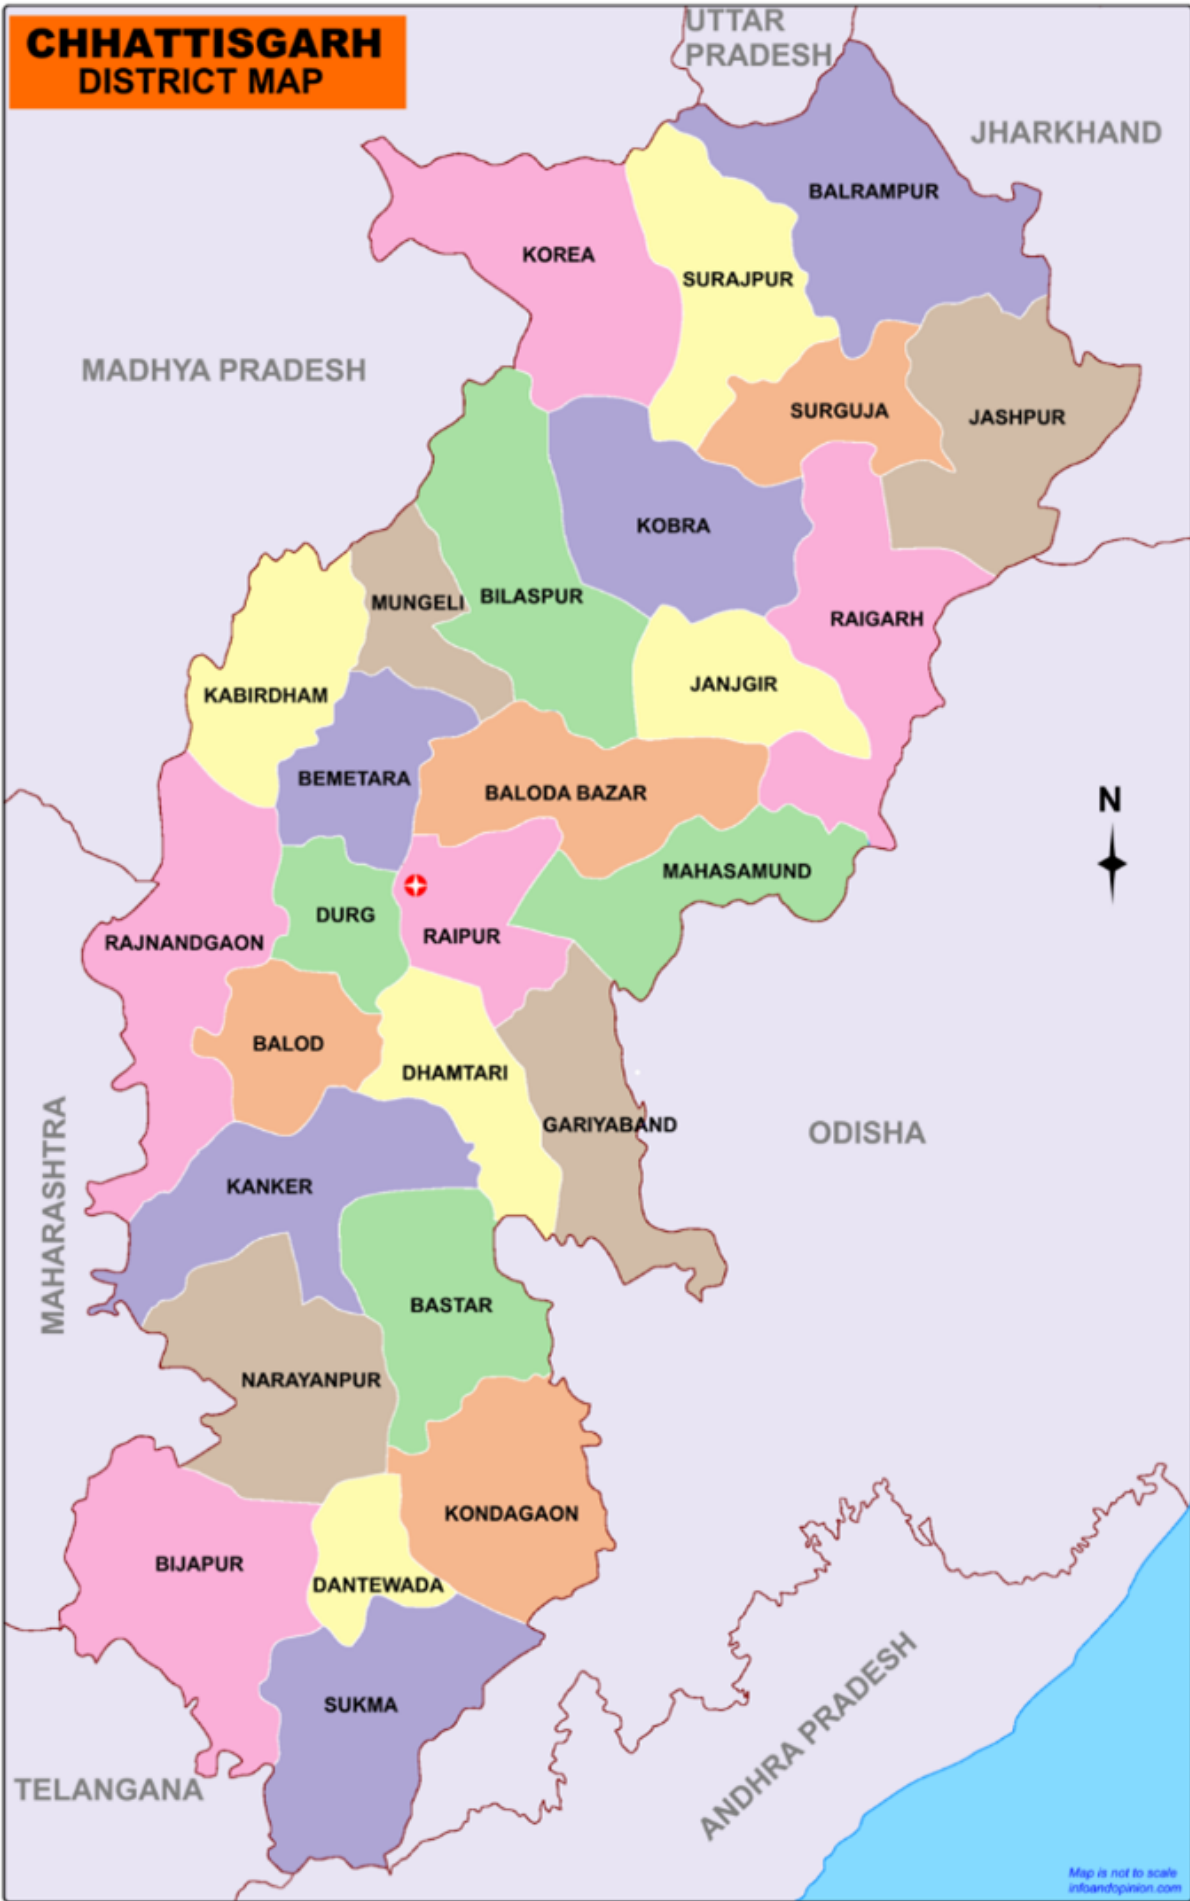 CHHATTISGARH
DISTRICT MAP
UTTAR
PRADESH
JHARKHAND
BALRAMPUR
KOREA
SURAJPUR
MADHYA PRADESH
SURGUJA
JASHPUR
KOBRA
BILASPUR
MUNGELI
RAIGARH
JANJGIR
KABIRDHAM
BEMETARA
BALODA BAZAR
N
MAHASAMUND
DURG
RAIPUR
RAJNANDGAON
BALOD
DHAMTARI
GARIYABAND
ODISHA
MAHARASHTRA
KANKER
BASTAR
NARAYANPUR
KONDAGAON
BIJAPUR
DANTEWADA
SUKMA
ANDHRA PRADESH
TELANGANA
Map is not to scale
infoandopinion.com